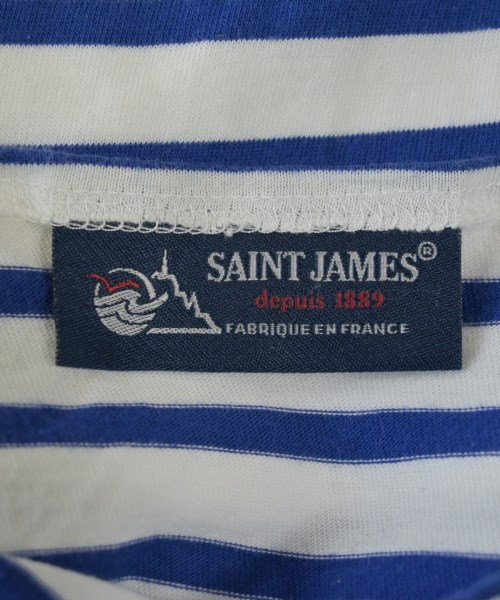 SAINT JAMES®
depuis 1889
FABRIQUE EN FRANCE